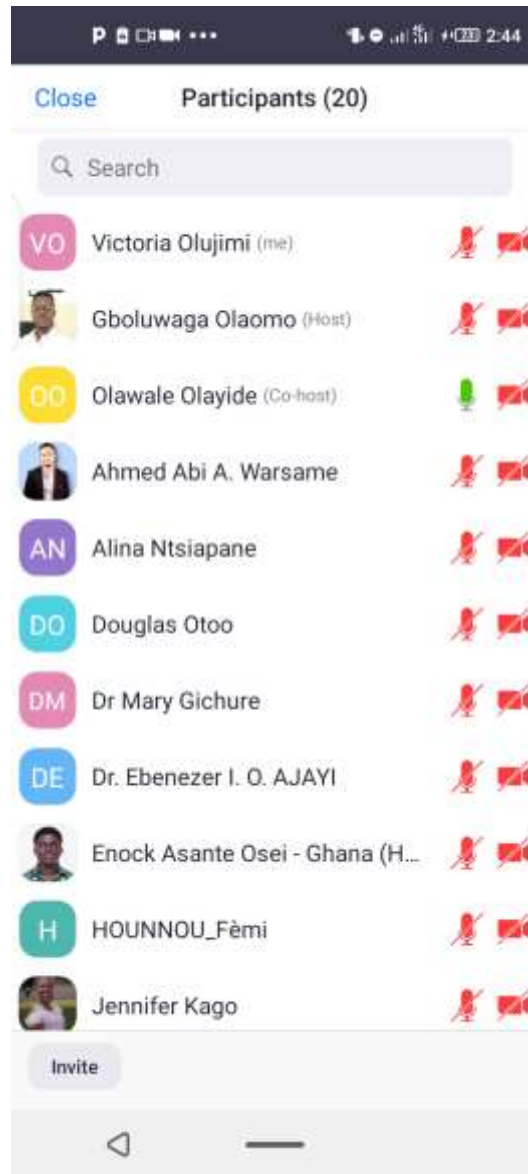 P 2:44
Close Participants (20)
Search
VO Victoria Olujimi (me)
Gboluwaga Olaomo (Host)
OO Olawale Olayide (Co-host)
Ahmed Abi A. Warsame
AN Alina Ntsiapane
DO Douglas Otoo
DM Dr Mary Gichure
DE Dr. Ebenezer I. O. AJAYI
Enock Asante Osei - Ghana (H...
H HOUNNOU_Fèmi
Jennifer Kago
Invite